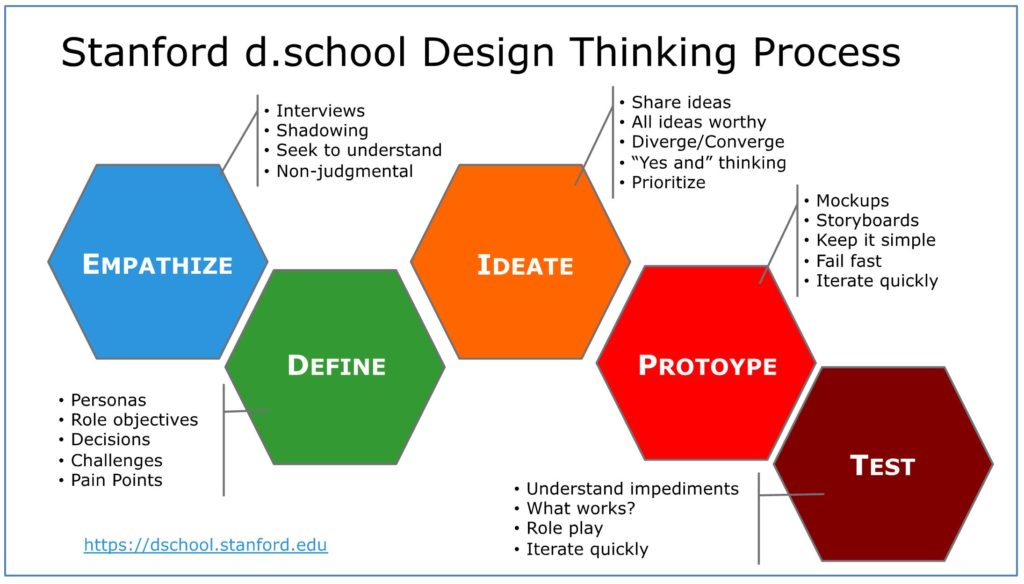 Stanford d.school Design Thinking Process
• Interviews
• Shadowing
• Seek to understand
• Non-judgmental
• Share ideas
• All ideas worthy
• Diverge/Converge
• “Yes and” thinking
• Prioritize
• Mockups
• Storyboards
• Keep it simple
• Fail fast
• Iterate quickly
EMPATHIZE
IDEATE
DEFINE
PROTOYPE
• Personas
• Role objectives
• Decisions
• Challenges
• Pain Points
TEST
• Understand impediments
• What works?
• Role play
• Iterate quickly
https://dschool.stanford.edu